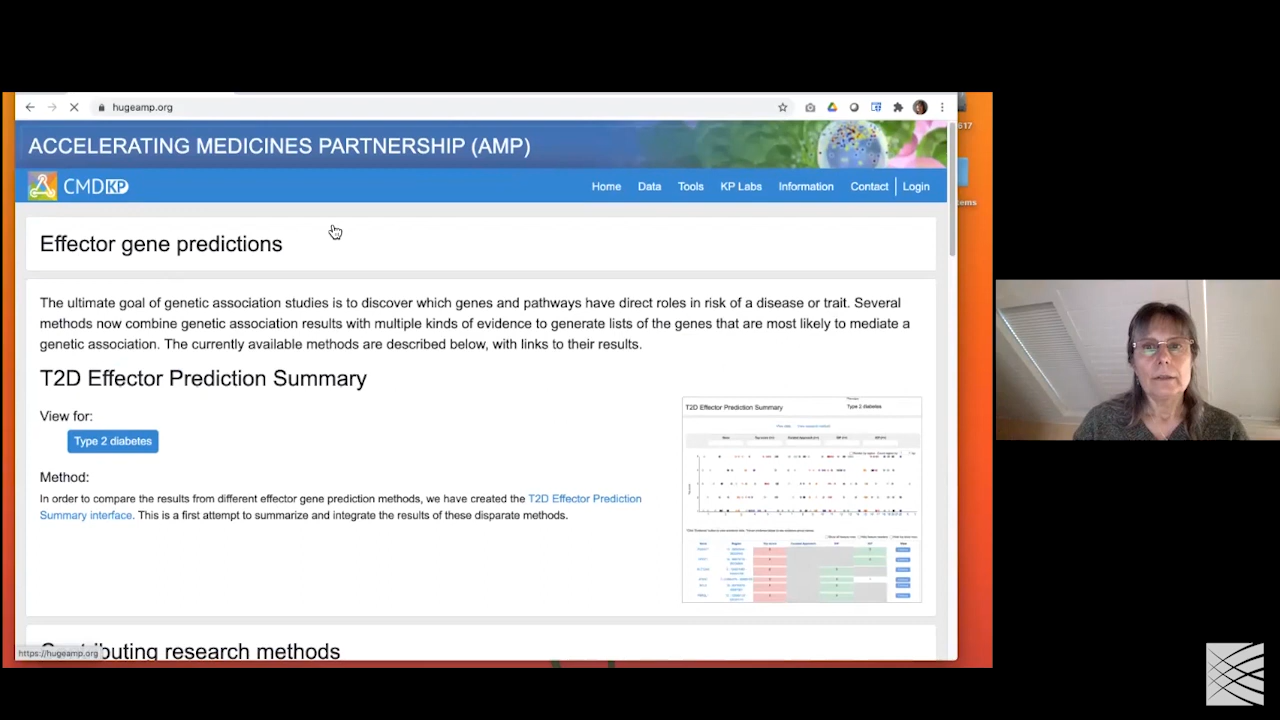 617
hugeamp.org
ACCELERATING MEDICINES PARTNERSHIP (AMP)
CMDKP
Home Data Tools KP Labs Information Contact Login
tems
Effector gene predictions
The ultimate goal of genetic association studies is to discover which genes and pathways have direct roles in risk of a disease or trait. Several
methods now combine genetic association results with multiple kinds of evidence to generate lists of the genes that are most likely to mediate a
genetic association. The currently available methods are described below, with links to their results.
T2D Effector Prediction Summary
View for:
Type 2 diabetes
Method:
In order to compare the results from different effector gene prediction methods, we have created the T2D Effector Prediction
Summary interface. This is a first attempt to summarize and integrate the results of these disparate methods.
T2D Effector Prediction Summary
Type 2 diabetes
https://hugeamp.org
Contributing research methods